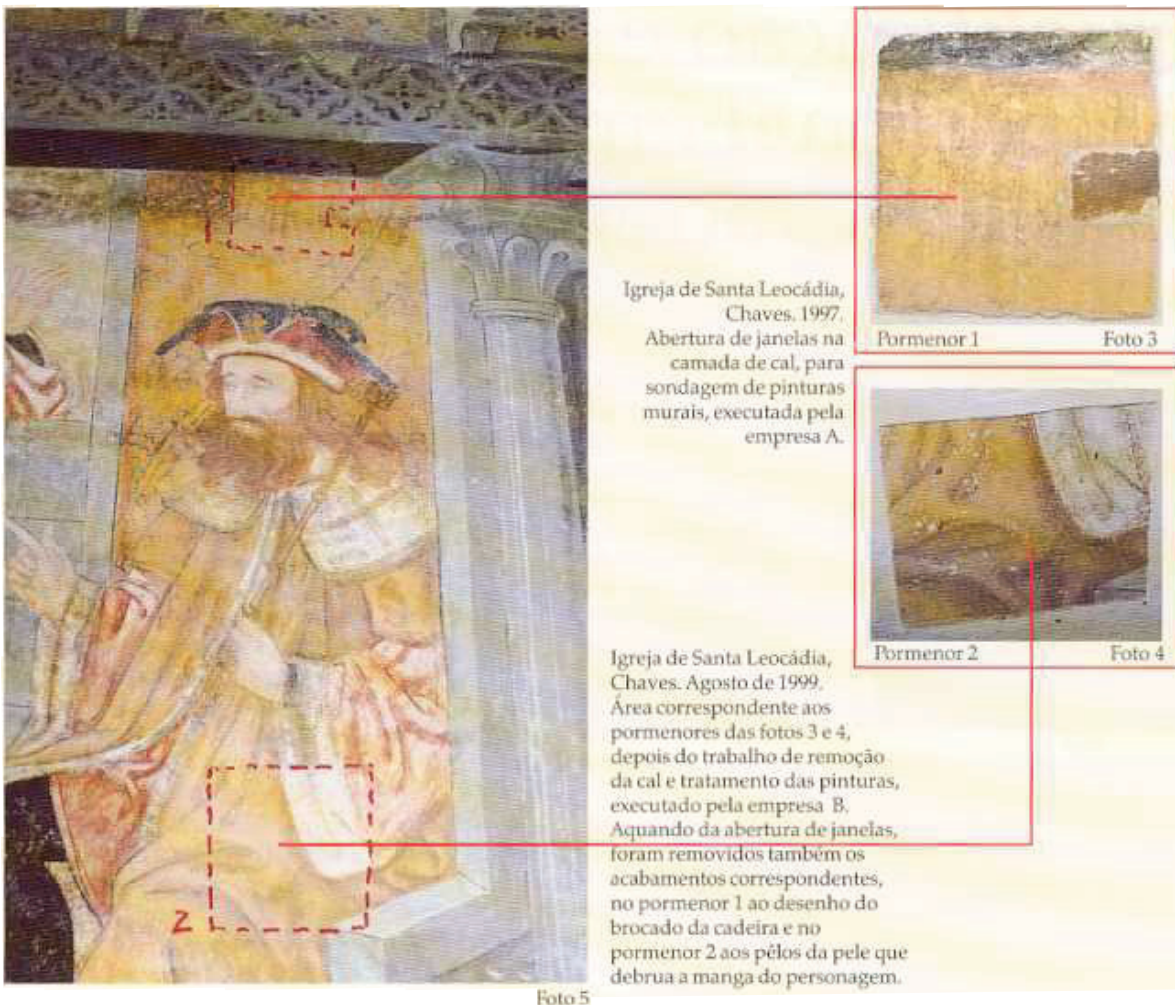 1
2
Foto 5
Igreja de Santa Leocádia,
Chaves. 1997.
Abertura de janelas na
camada de cal, para
sondagem de pinturas
murais, executada pela
empresa A.
Pormenor 1 Foto 3
Pormenor 2 Foto 4
Igreja de Santa Leocádia,
Chaves. Agosto de 1999.
Área correspondente aos
pormenores das fotos 3 e 4,
depois do trabalho de remoção
da cal e tratamento das pinturas,
executado pela empresa B.
Aquando da abertura de janelas,
foram removidos também os
acabamentos correspondentes,
no pormenor 1 ao desenho do
brocado da cadeira e no
pormenor 2 aos pêlos da pele que
debrua a manga do personagem.